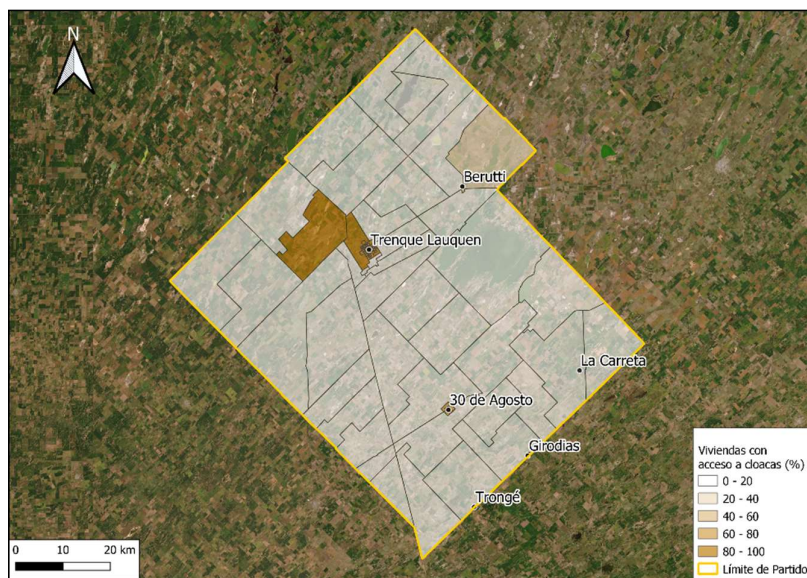 N
Berutti
Trenque Lauquen
La Carreta
30 de Agosto
Girodias
Trongé
Viviendas con
acceso a cloacas (%)
0 - 20
20 - 40
40 - 60
60 - 80
80 - 100
Límite de Partido
0 10 20 km